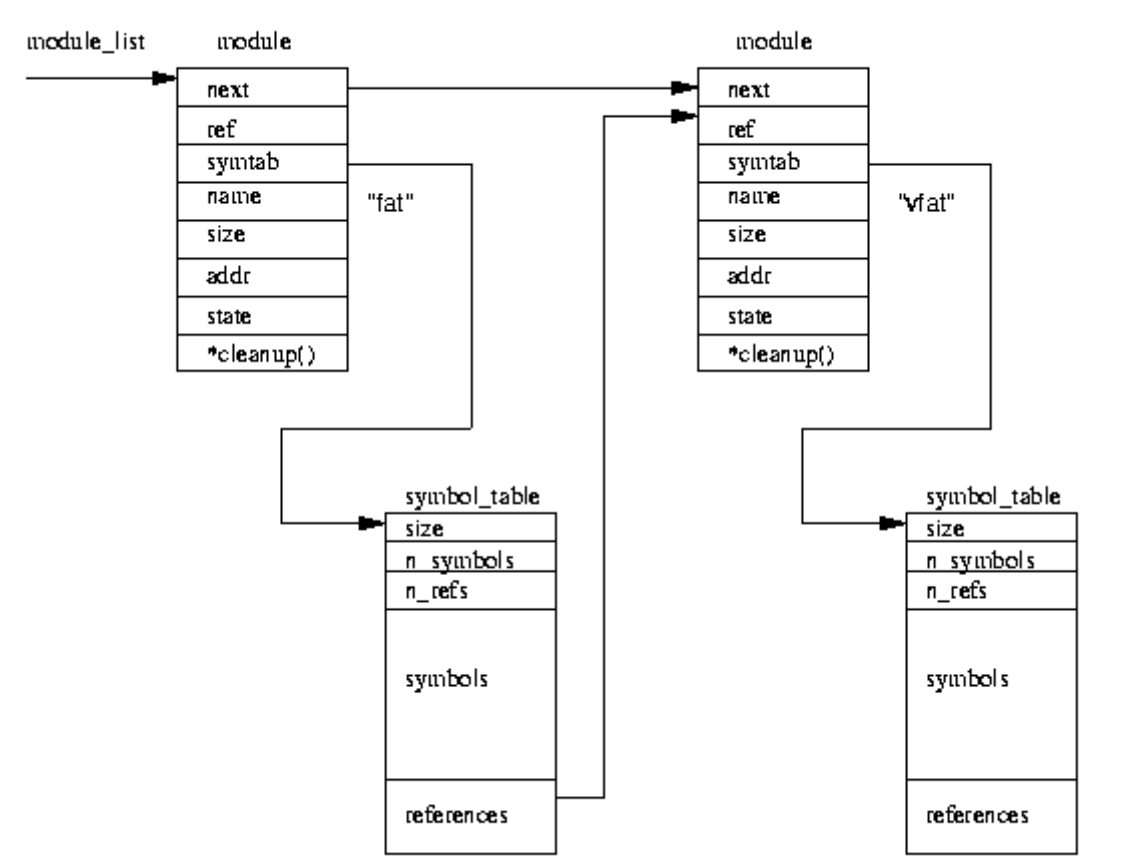 module_list
module
next
ref
symtab
name
"fat"
size
addr
state
*cleanup()
module
next
ref
symtab
name
"vfat"
size
addr
state
*cleanup()
symbol_table
size
n_symbols
n_refs
symbols
references
symbol_table
size
n_symbols
n_refs
symbols
references